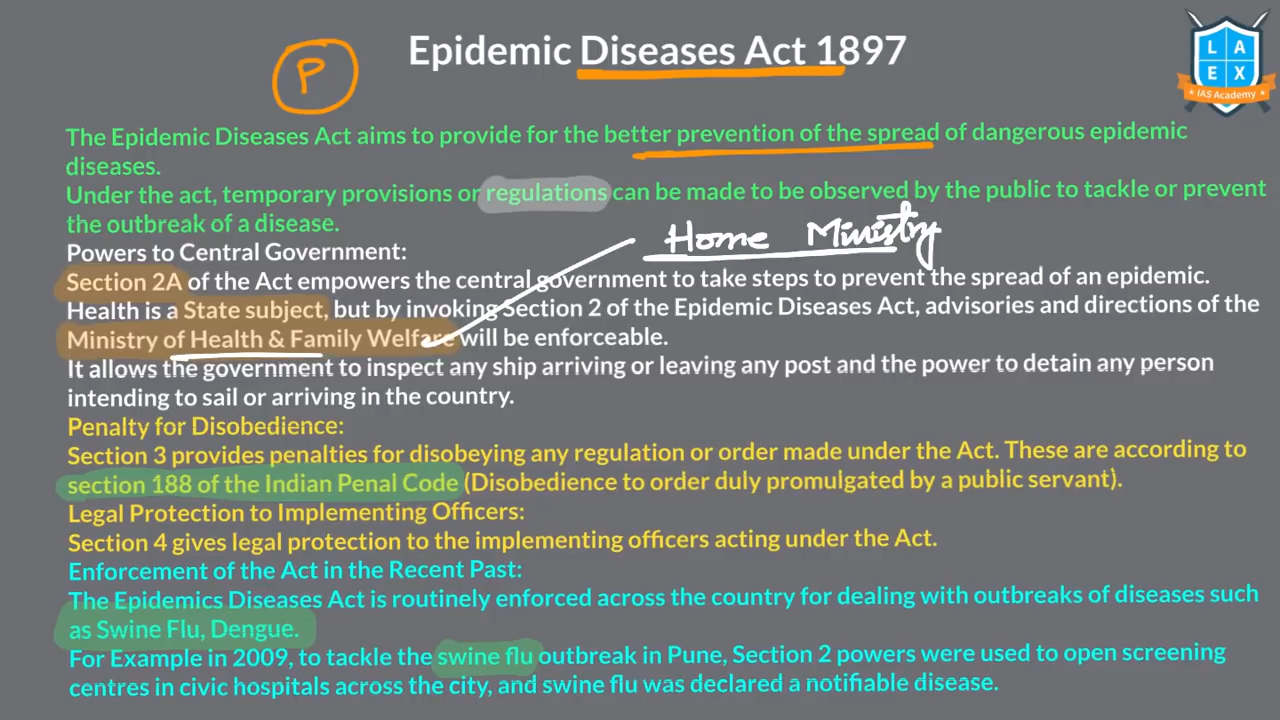 Epidemic Diseases Act 1897
P
L A
E X
IAS Academy
The Epidemic Diseases Act aims to provide for the better prevention of the spread of dangerous epidemic
diseases.
Under the act, temporary provisions or regulations can be made to be observed by the public to tackle or prevent
the outbreak of a disease.
Home Ministry
Powers to Central Government:
Section 2A of the Act empowers the central government to take steps to prevent the spread of an epidemic.
Health is a State subject, but by invoking Section 2 of the Epidemic Diseases Act, advisories and directions of the
Ministry of Health & Family Welfare will be enforceable.
It allows the government to inspect any ship arriving or leaving any post and the power to detain any person
intending to sail or arriving in the country.
Penalty for Disobedience:
Section 3 provides penalties for disobeying any regulation or order made under the Act. These are according to
section 188 of the Indian Penal Code (Disobedience to order duly promulgated by a public servant).
Legal Protection to Implementing Officers:
Section 4 gives legal protection to the implementing officers acting under the Act.
Enforcement of the Act in the Recent Past:
The Epidemics Diseases Act is routinely enforced across the country for dealing with outbreaks of diseases such
as Swine Flu, Dengue.
For Example in 2009, to tackle the swine flu outbreak in Pune, Section 2 powers were used to open screening
centres in civic hospitals across the city, and swine flu was declared a notifiable disease.